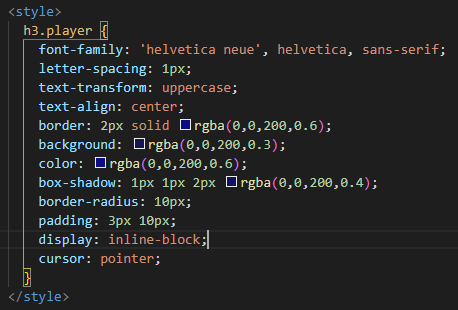 <style>
h3.player {
font-family: 'helvetica neue', helvetica, sans-serif;
letter-spacing: 1px;
text-transform: uppercase;
text-align: center;
border: 2px solid rgba(0,0,200,0.6);
background: rgba(0,0,200,0.3);
color: rgba(0,0,200,0.6);
box-shadow: 1px 1px 2px rgba(0,0,200,0.4);
border-radius: 10px;
padding: 3px 10px;
display: inline-block;
cursor: pointer;
}
</style>